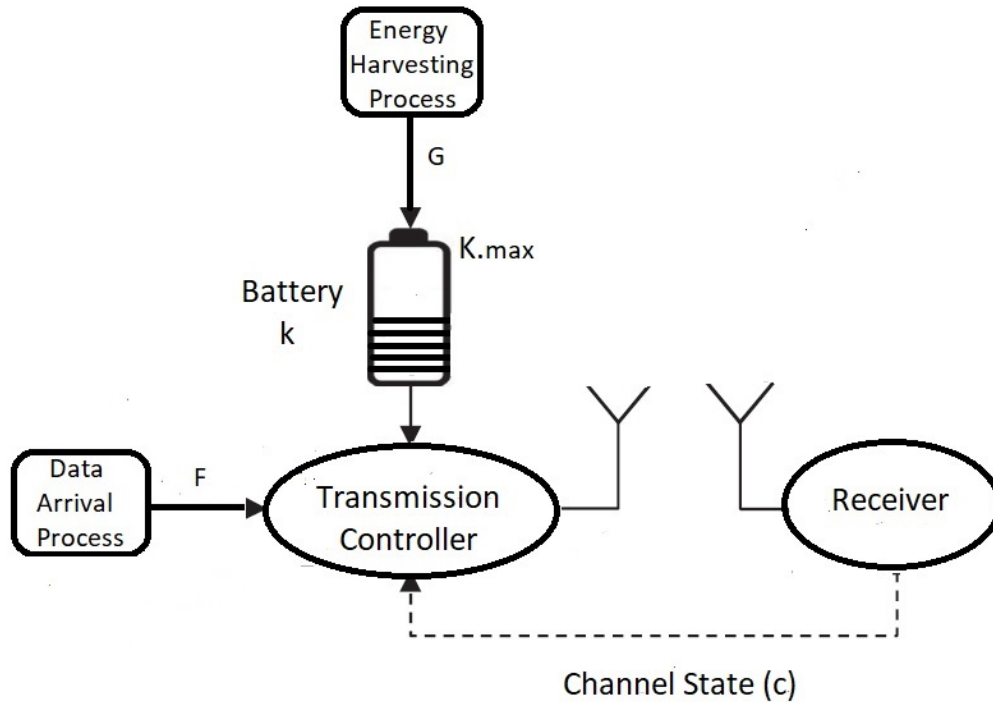 Energy
Harvesting
Process
G
K.max
Battery
k
Data
Arrival
Process
F
Transmission
Controller
Receiver
Channel State (c)